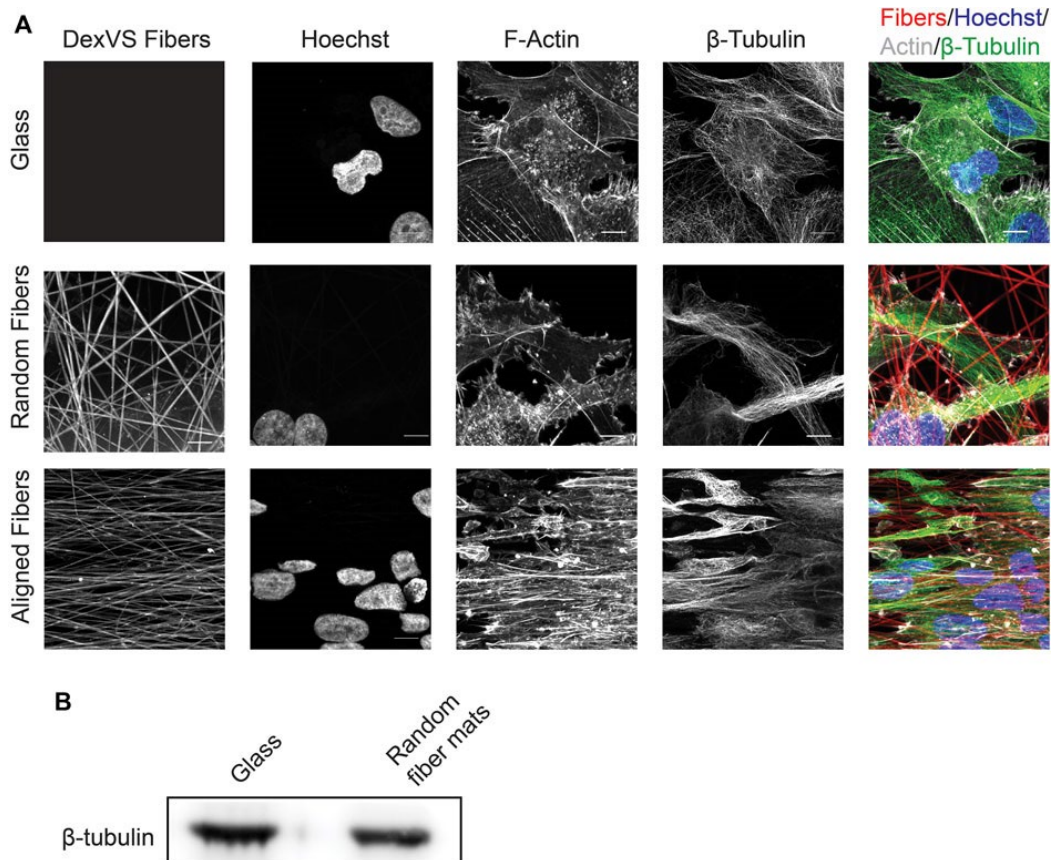 A
DexVS Fibers
Hoechst
F-Actin
β-Tubulin
Fibers/Hoechst/
Actin/β-Tubulin
Glass
Random Fibers
Aligned Fibers
B
Glass
Random
fiber mats
β-tubulin